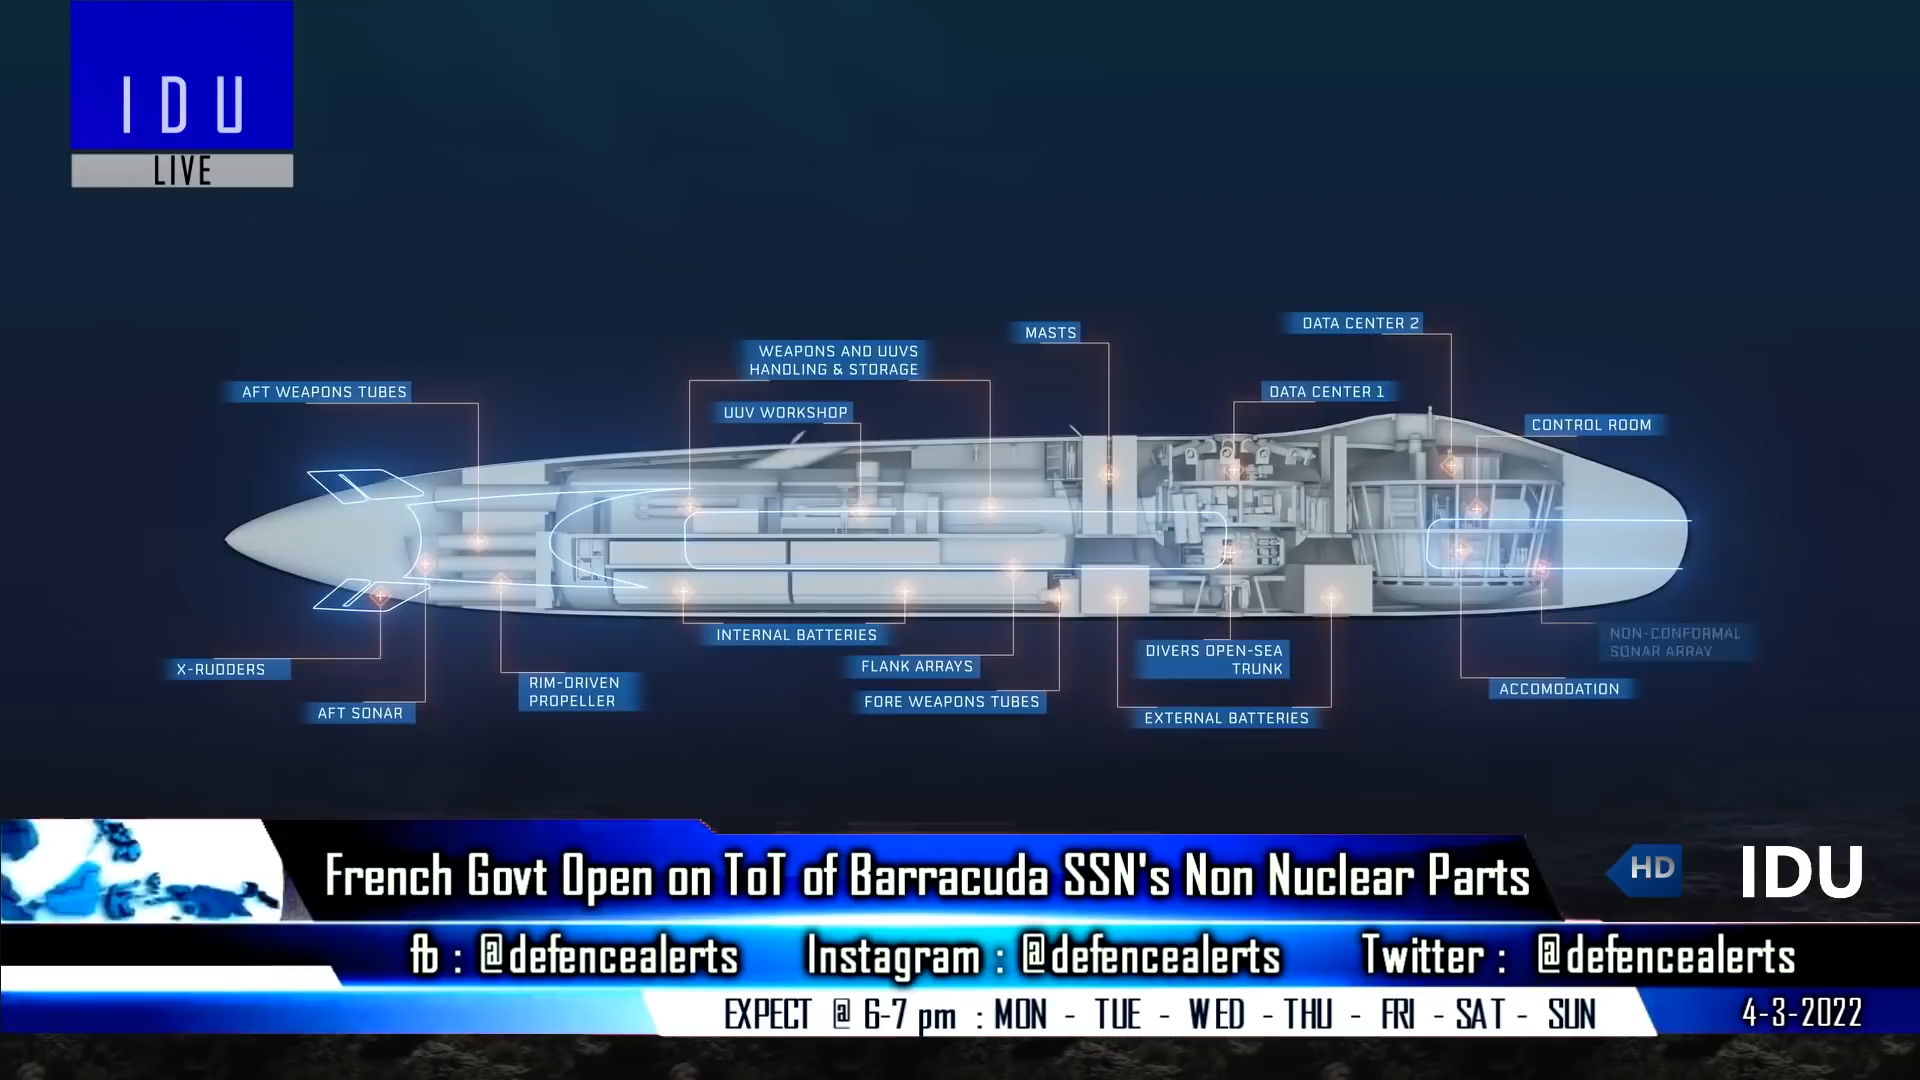 IDU
LIVE
DATA CENTER 2
MASTS
WEAPONS AND UUVS
HANDLING & STORAGE
AFT WEAPONS TUBES
DATA CENTER 1
UUV WORKSHOP
CONTROL ROOM
INTERNAL BATTERIES
NON-CONFORMAL
SONAR ARRAY
DIVERS OPEN-SEA
TRUNK
X-RUDDERS
FLANK ARRAYS
RIM-DRIVEN
PROPELLER
ACCOMODATION
FORE WEAPONS TUBES
AFT SONAR
EXTERNAL BATTERIES
French Govt Open on ToT of Barracuda SSN's Non Nuclear Parts
HD
IDU
fb : @defencealerts Instagram : @defencealerts Twitter : @defencealerts
EXPECT @ 6-7 pm : MON - TUE - WED - THU - FRI - SAT - SUN
4-3-2022